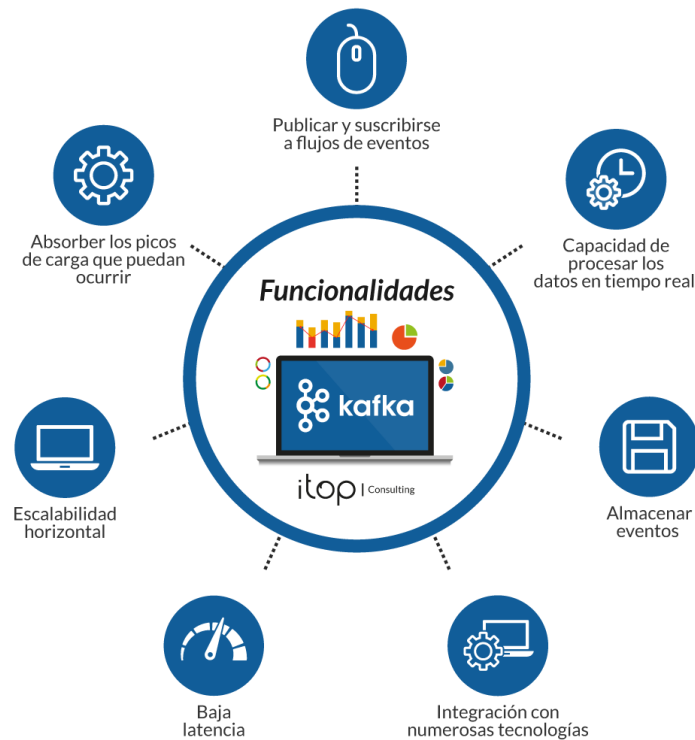 Publicar y suscribirse
a flujos de eventos
Absorber los picos
de carga que puedan
ocurrir
Capacidad de
procesar los
datos en tiempo real
Funcionalidades
kafka
itop | Consulting
Escalabilidad
horizontal
Almacenar
eventos
Baja
latencia
Integración con
numerosas tecnologías